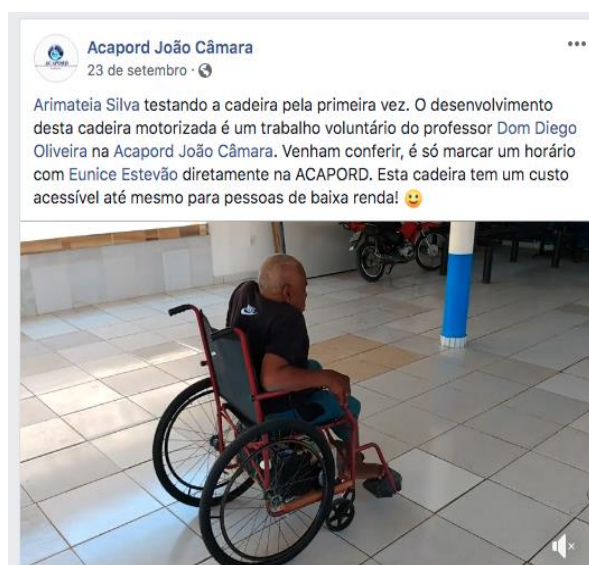 Acapord João Câmara
23 de setembro ·
Arimateia Silva testando a cadeira pela primeira vez. O desenvolvimento
desta cadeira motorizada é um trabalho voluntário do professor Dom Diego
Oliveira na Acapord João Câmara. Venham conferir, é só marcar um horário
com Eunice Estevão diretamente na ACAPORD. Esta cadeira tem um custo
acessível até mesmo para pessoas de baixa renda! 😀
ACAPORD